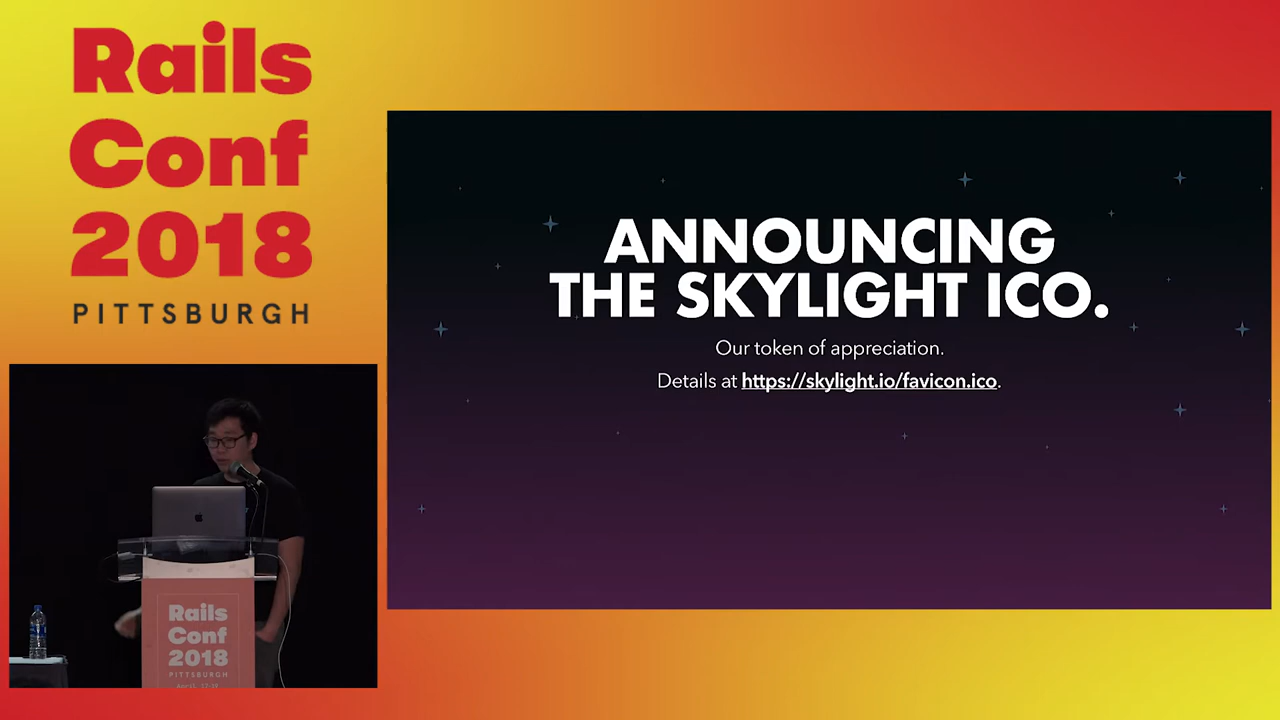 Rails
Conf
2018
PITTSBURGH
ANNOUNCING
THE SKYLIGHT ICO.
Our token of appreciation.
Details at https://skylight.io/favicon.ico.
Rails
Conf
2018
PITTSBURGH